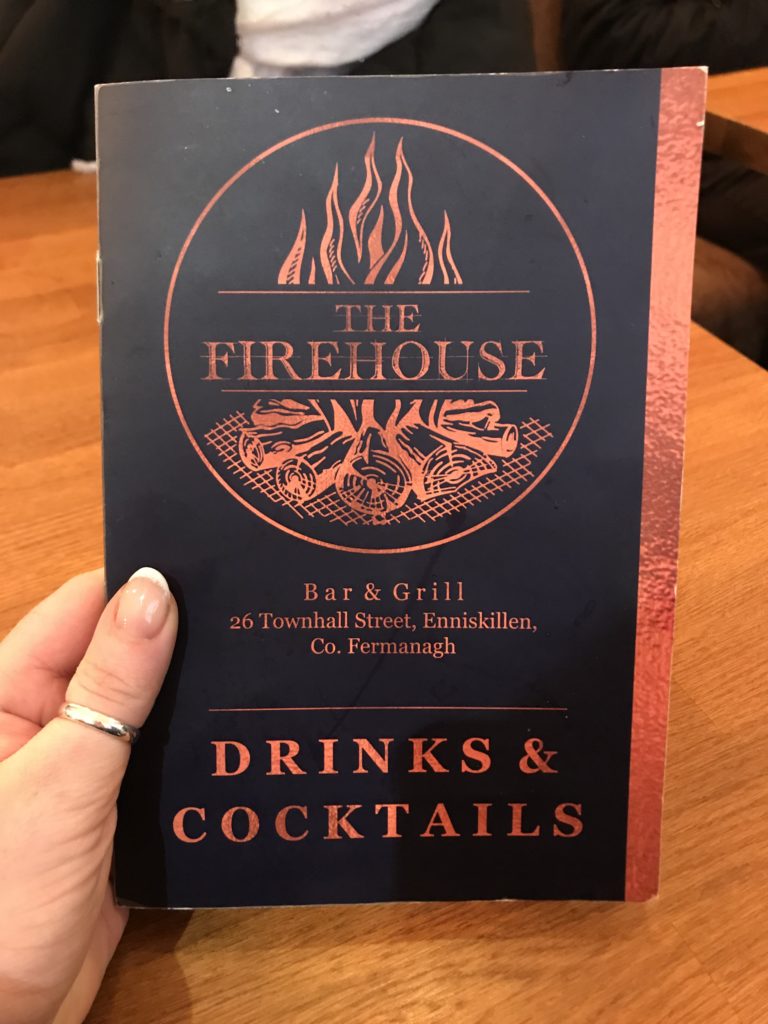 THE
FIREHOUSE
Bar & Grill
26 Townhall Street, Enniskillen,
Co. Fermanagh
DRINKS &
COCKTAILS